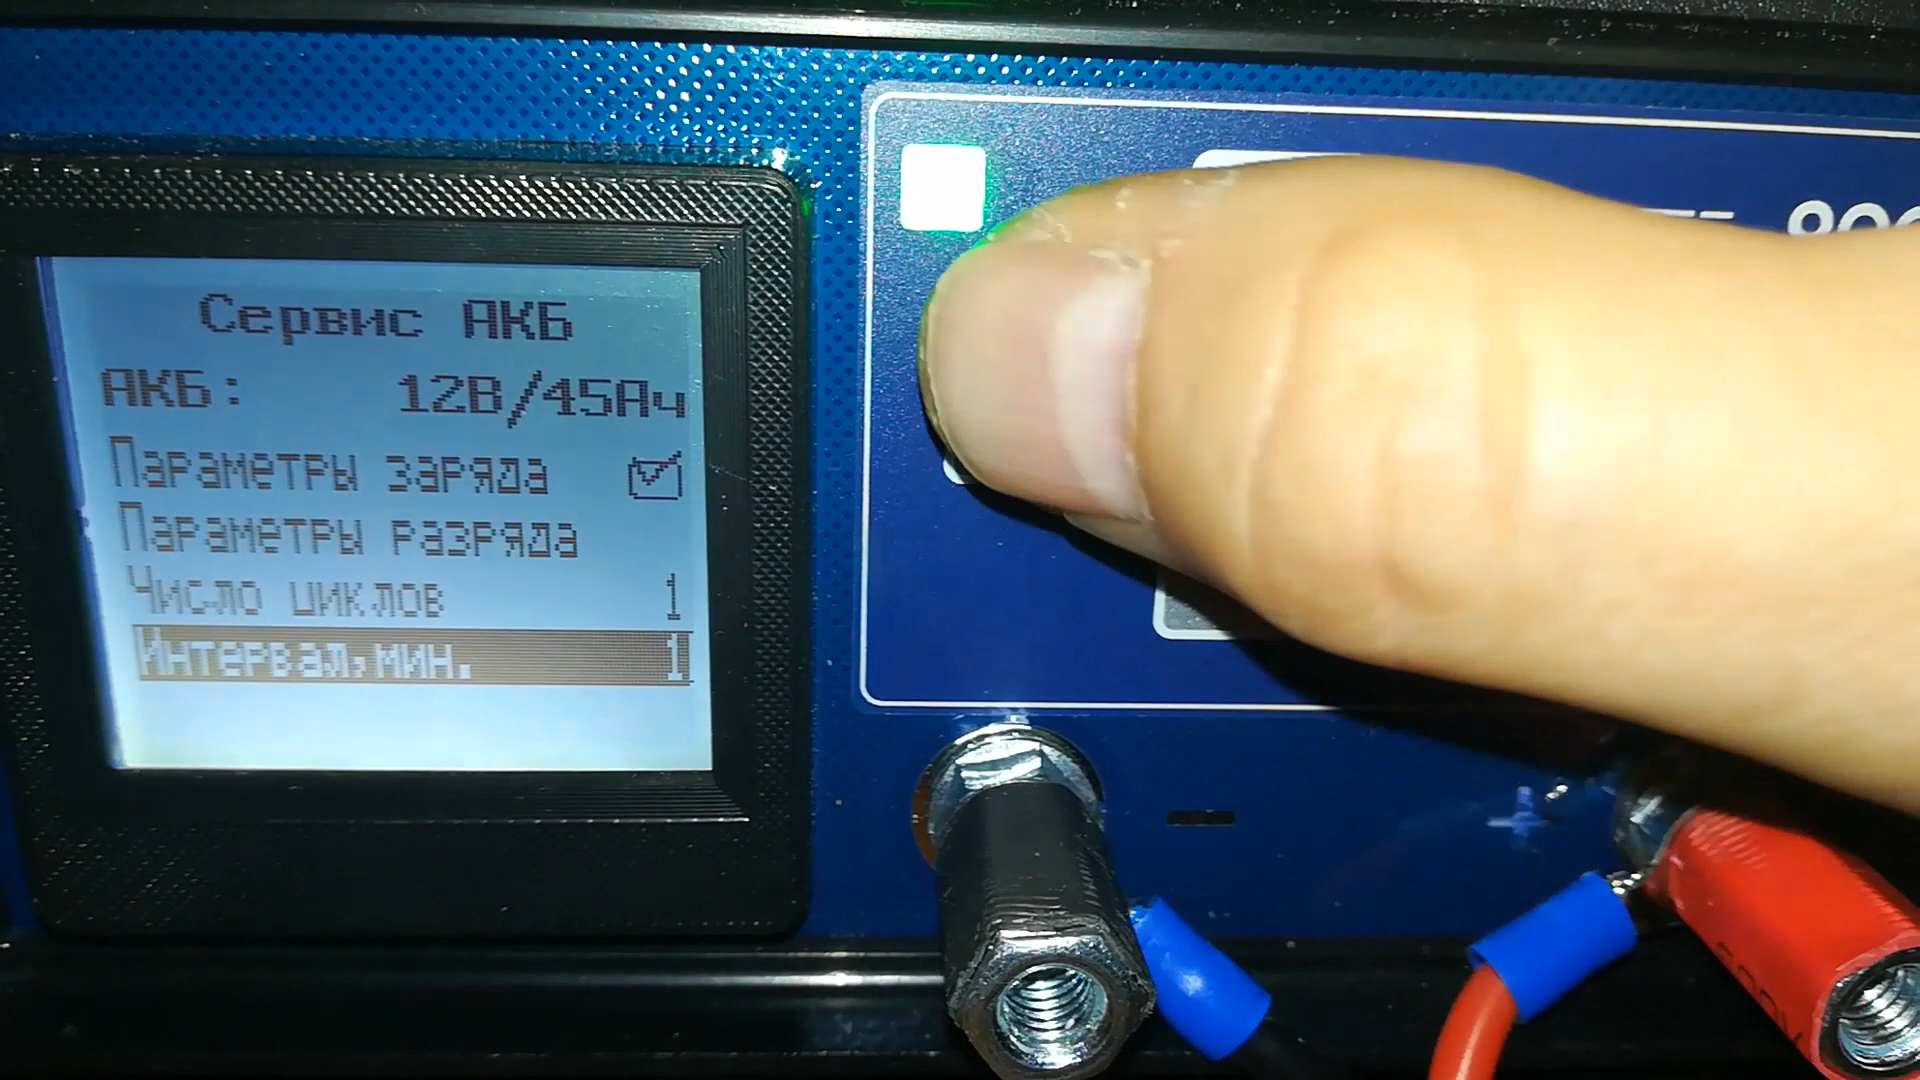 Сервис АКБ
АКБ: 12В/45Ач
Параметры заряда
Параметры разряда
Число циклов 1
Интервал,мин. 1
-
+